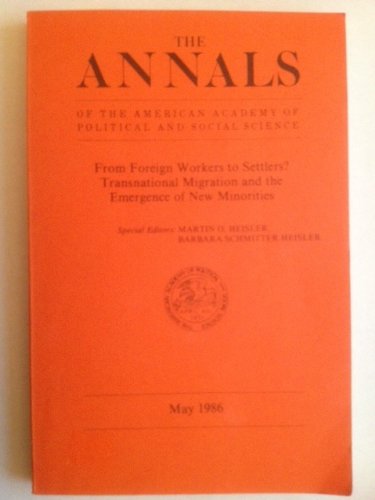 THE
ANNALS
OF THE AMERICAN ACADEMY OF
POLITICAL AND SOCIAL SCIENCE
From Foreign Workers to Settlers?
Transnational Migration and the
Emergence of New Minorities
Special Editors: MARTIN O. HEISLER,
BARBARA SCHMITTER HEISLER
May 1986